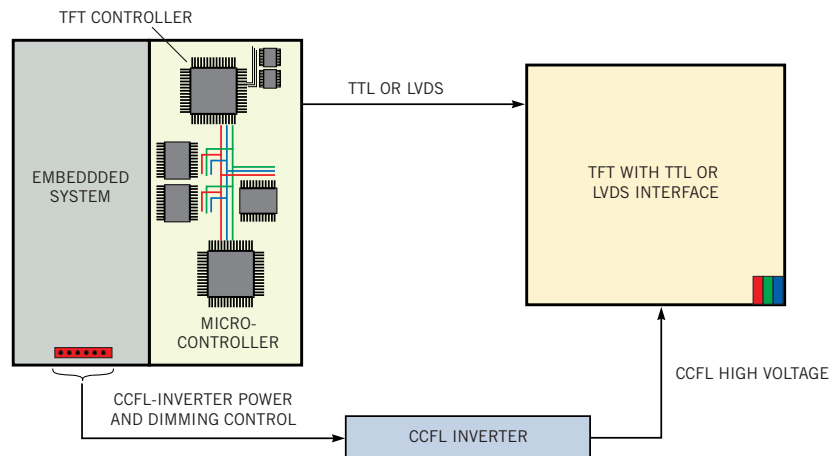 TFT CONTROLLER
TTL OR LVDS
EMBEDDDED
SYSTEM
TFT WITH TTL OR
LVDS INTERFACE
MICRO-
CONTROLLER
CCFL HIGH VOLTAGE
CCFL-INVERTER POWER
AND DIMMING CONTROL
CCFL INVERTER